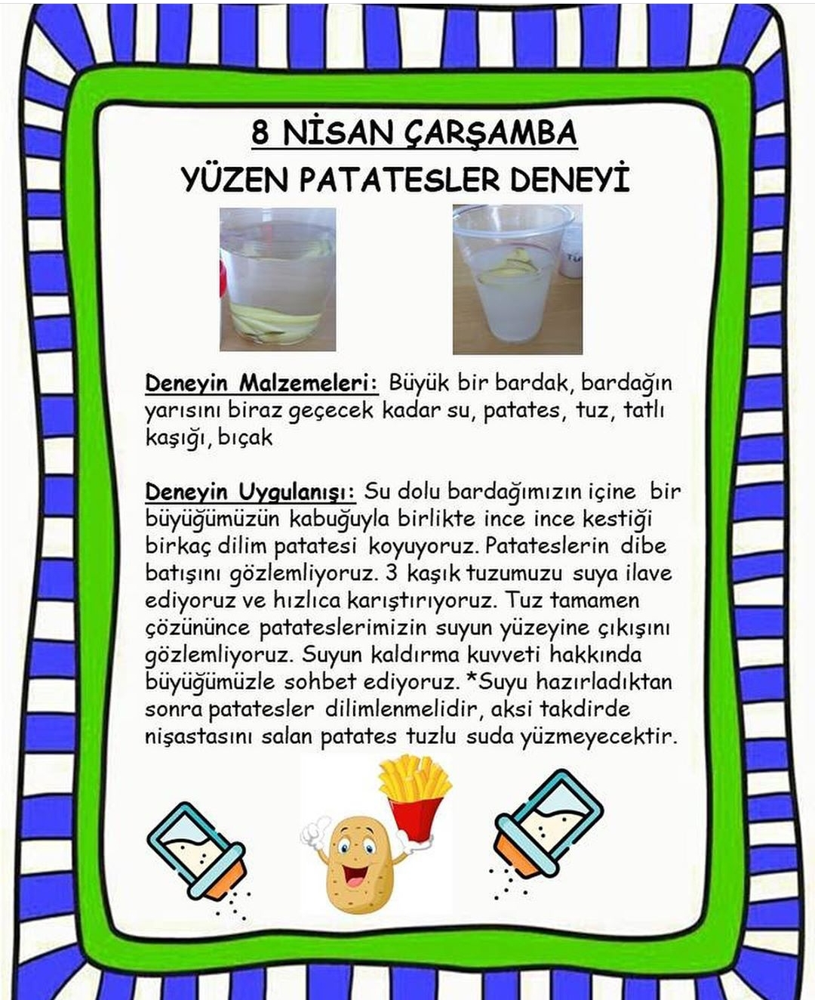 8 NİSAN ÇARŞAMBA
YÜZEN PATATESLER DENEYİ
Deneyin Malzemeleri: Büyük bir bardak, bardağın
yarısını biraz geçecek kadar su, patates, tuz, tatlı
kaşığı, bıçak
Deneyin Uygulanışı: Su dolu bardağımızın içine bir
büyüğümüzün kabuğuyla birlikte ince ince kestiği
birkaç dilim patatesi koyuyoruz. Patateslerin dibe
batışını gözlemliyoruz. 3 kaşık tuzumuzu suya ilave
ediyoruz ve hızlıca karıştırıyoruz. Tuz tamamen
çözününce patateslerimizin suyun yüzeyine çıkışını
gözlemliyoruz. Suyun kaldırma kuvveti hakkında
büyüğümüzle sohbet ediyoruz. *Suyu hazırladıktan
sonra patatesler dilimlenmelidir, aksi takdirde
nişastasını salan patates tuzlu suda yüzmeyecektir.